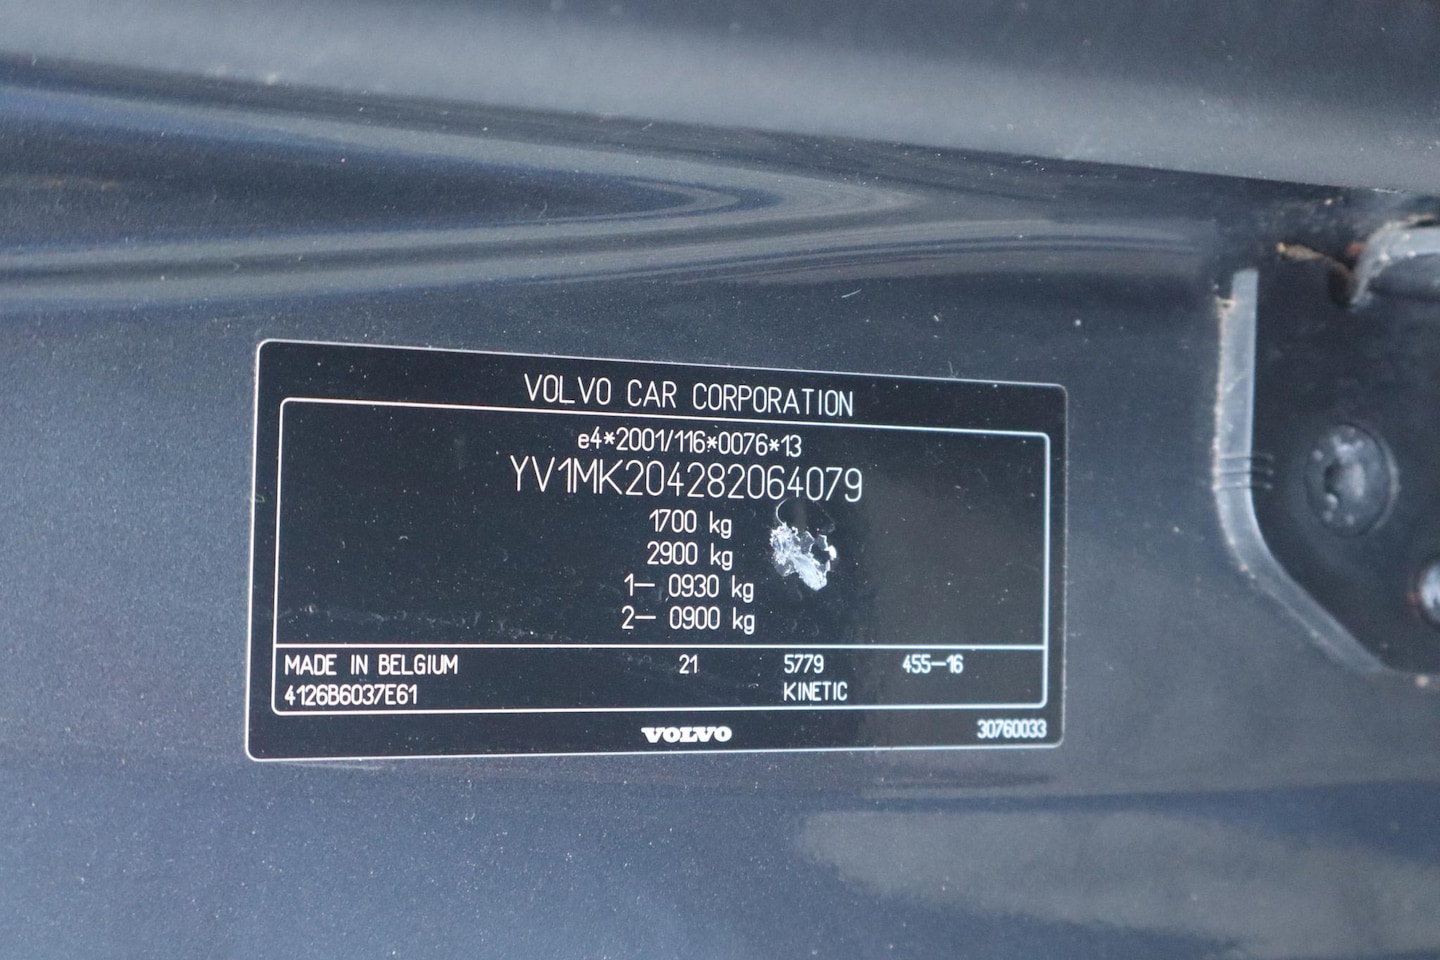 VOLVO CAR CORPORATION
e4*2001/116*0076*13
YV1MK204282064079
1700 kg
2900 kg
1— 0930 kg
2— 0900 kg
MADE IN BELGIUM 21 5779 455—16
4126B6037E61 KINETIC
VOLVO 30760033